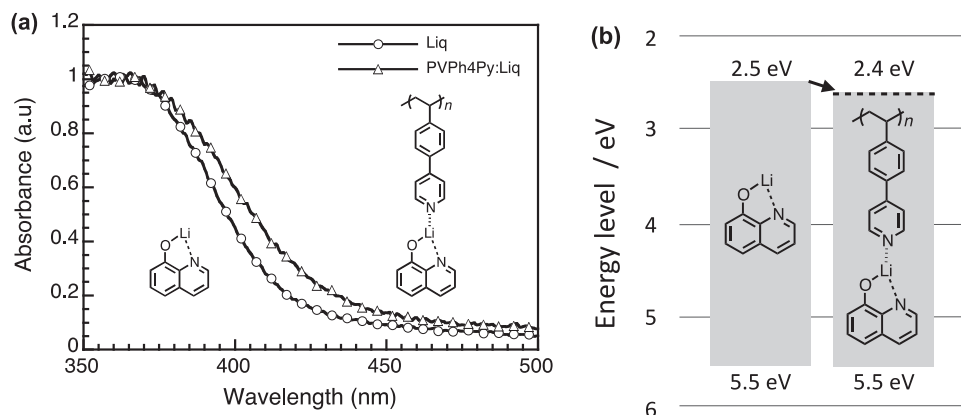 (a)
1.2
1
0.8
0.6
0.4
0.2
0
Absorbance (a.u)
350
400
450
500
Wavelength (nm)
Liq
PVPh4Py:Liq
n
N
Li
O
N
Li
O
N
(b)
2
3
4
5
6
Energy level / eV
2.5 eV
2.4 eV
n
Li
O
N
N
Li
O
N
5.5 eV
5.5 eV